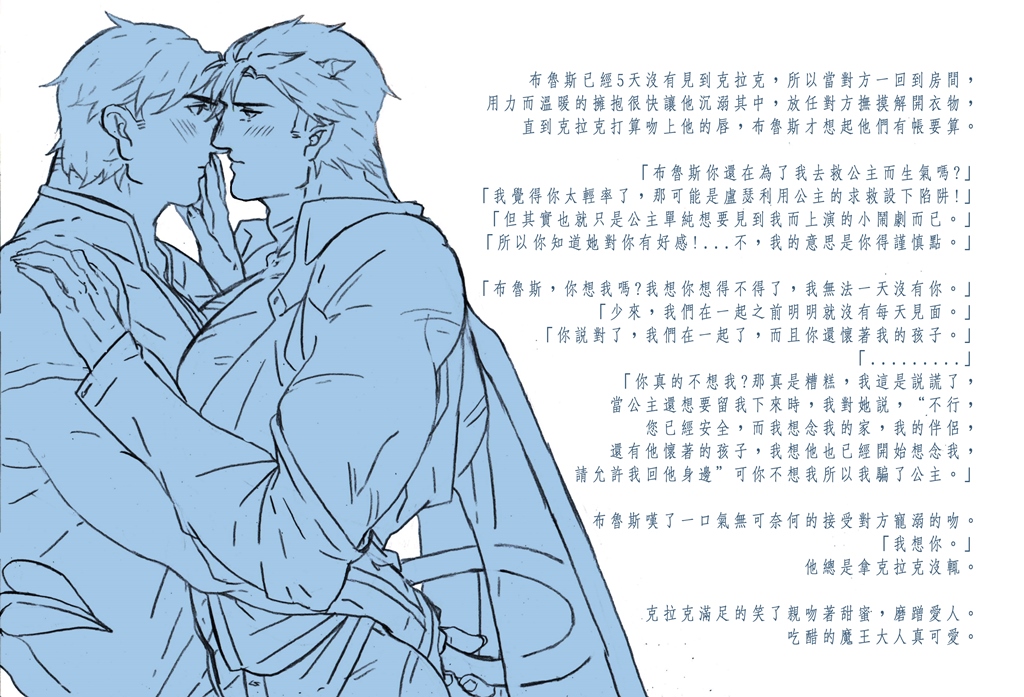 布魯斯已經5天沒有見到克拉克，所以當對方一回到房間，
用力而溫暖的擁抱很快讓他沉溺其中，放任對方撫摸解開衣物，
直到克拉克打算吻上他的唇，布魯斯才想起他們有帳要算。
「布魯斯你還在為了我去救公主而生氣嗎?」
「我覺得你太輕率了，那可能是盧瑟利用公主的求救設下陷阱!」
「但其實也就只是公主單純想要見到我而上演的小鬧劇而已。」
「所以你知道她對你有好感!...不，我的意思是你得謹慎點。」
「布魯斯，你想我嗎?我想你想得不得了，我無法一天沒有你。」
「少來，我們在一起之前明明就沒有每天見面。」
「你說對了，我們在一起了，而且你還懷著我的孩子。」
「.........」
「你真的不想我?那真是糟糕，我這是說謊了，
當公主還想要留我下來時，我對她說，“不行，
您已經安全，而我想念我的家，我的伴侶，
還有他懷著的孩子，我想他也已經開始想念我，
請允許我回他身邊”可你不想我所以我騙了公主。」
布魯斯嘆了一口氣無可奈何的接受對方寵溺的吻。
「我想你。」
他總是拿克拉克沒輒。
克拉克滿足的笑了親吻著甜蜜，磨蹭愛人。
吃醋的魔王大人真可愛。